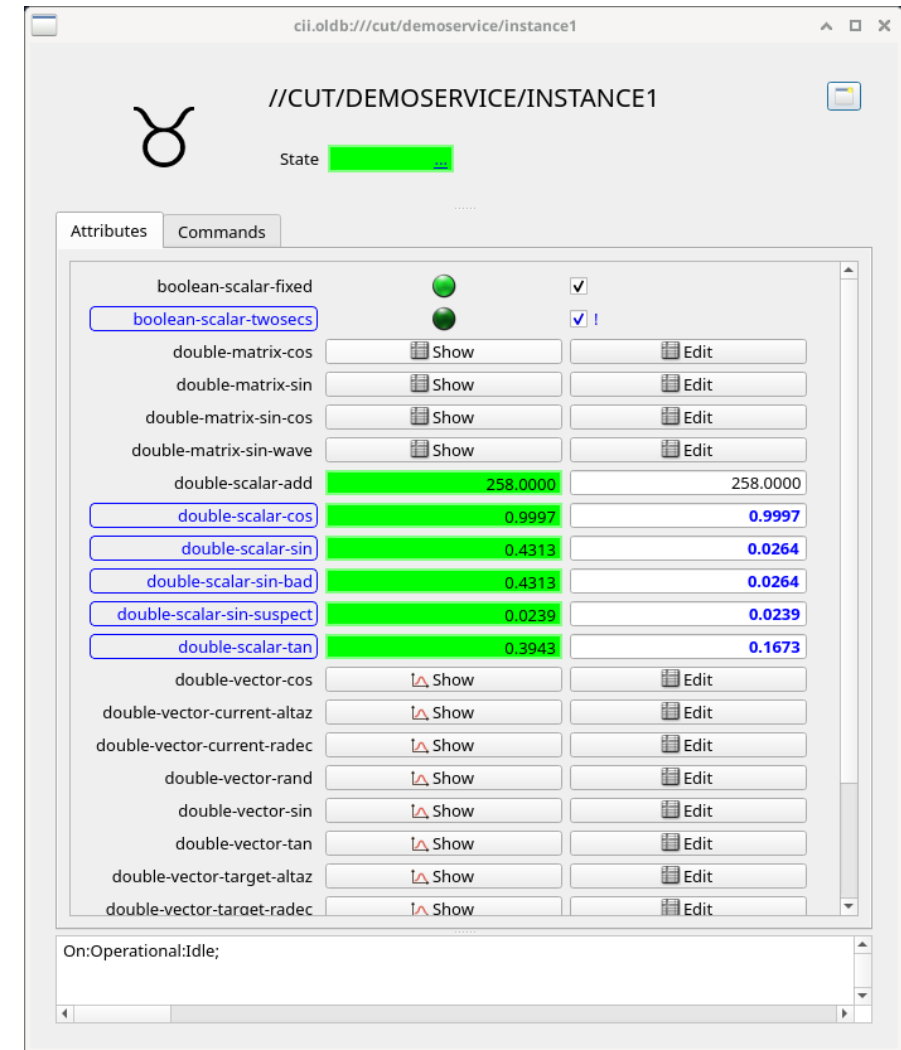 cii.oldb:///cut/demoservice/instance1
//CUT/DEMOSERVICE/INSTANCE1
State ...
Attributes Commands
boolean-scalar-fixed
boolean-scalar-twosecs !
double-matrix-cos Show Edit
double-matrix-sin Show Edit
double-matrix-sin-cos Show Edit
double-matrix-sin-wave Show Edit
double-scalar-add 258.0000 258.0000
double-scalar-cos 0.9997 0.9997
double-scalar-sin 0.4313 0.0264
double-scalar-sin-bad 0.4313 0.0264
double-scalar-sin-suspect 0.0239 0.0239
double-scalar-tan 0.3943 0.1673
double-vector-cos Show Edit
double-vector-current-altaz Show Edit
double-vector-current-radec Show Edit
double-vector-rand Show Edit
double-vector-sin Show Edit
double-vector-tan Show Edit
double-vector-target-altaz Show Edit
double-vector-target-radec Show Edit
On:Operational:Idle;